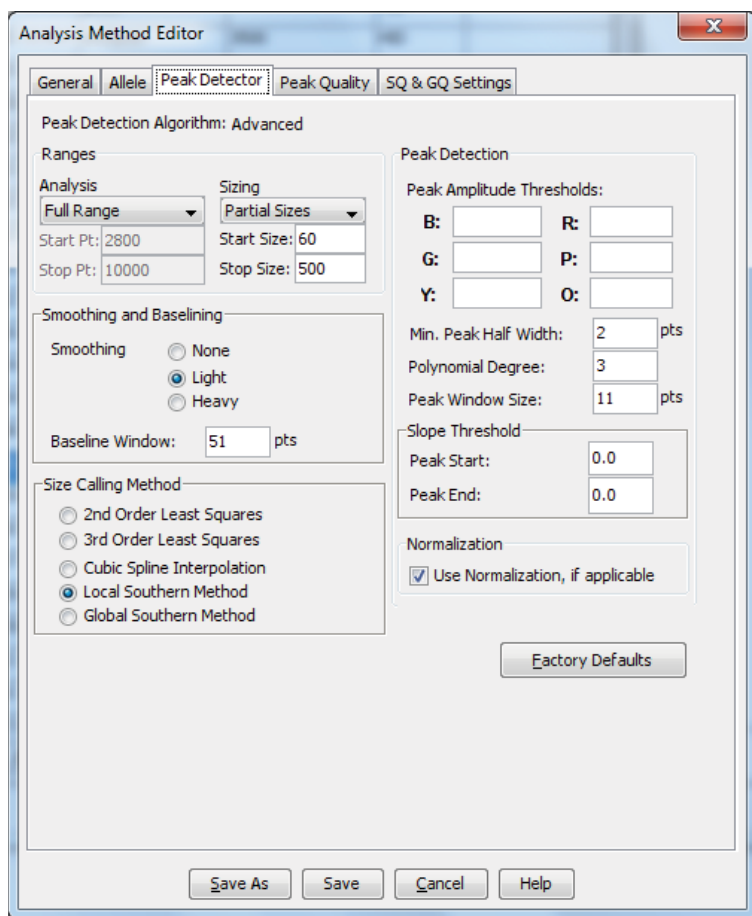 Analysis Method Editor
General Allele Peak Detector Peak Quality SQ & GQ Settings
Peak Detection Algorithm: Advanced
Ranges
Analysis
Full Range
Start Pt: 2800
Stop Pt: 10000
Sizing
Partial Sizes
Start Size: 60
Stop Size: 500
Smoothing and Baselining
Smoothing
None
Light
Heavy
Baseline Window: 51 pts
Size Calling Method
2nd Order Least Squares
3rd Order Least Squares
Cubic Spline Interpolation
Local Southern Method
Global Southern Method
Peak Detection
Peak Amplitude Thresholds:
B: R:
G: P:
Y: O:
Min. Peak Half Width: 2 pts
Polynomial Degree: 3
Peak Window Size: 11 pts
Slope Threshold
Peak Start: 0.0
Peak End: 0.0
Normalization
Use Normalization, if applicable
Factory Defaults
Save As Save Cancel Help